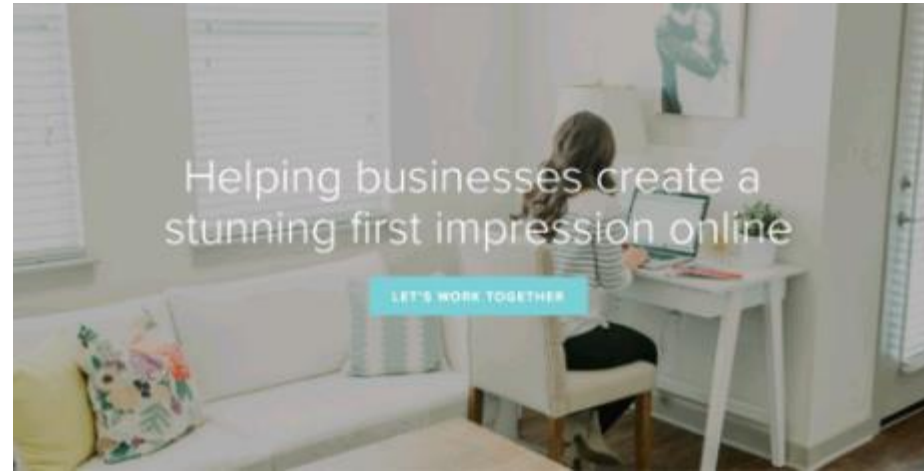 Helping businesses create a
stunning first impression online
LET'S WORK TOGETHER